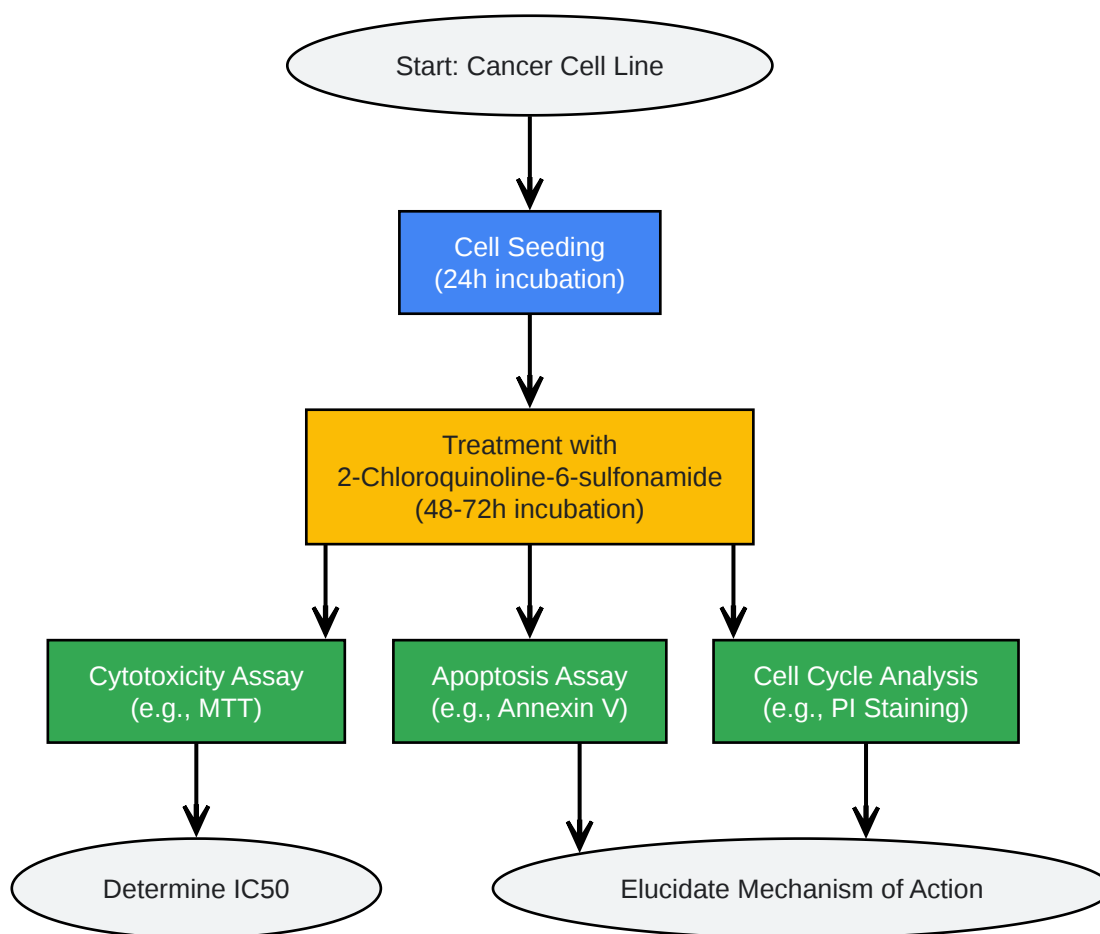 Start: Cancer Cell Line
Cell Seeding
(24h incubation)
Treatment with
2-Chloroquinoline-6-sulfonamide
(48-72h incubation)
Cytotoxicity Assay
(e.g., MTT)
Apoptosis Assay
(e.g., Annexin V)
Cell Cycle Analysis
(e.g., PI Staining)
Determine IC50
Elucidate Mechanism of Action